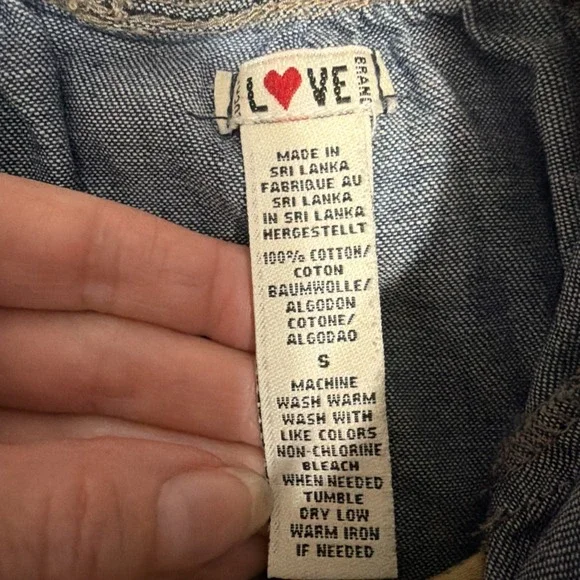 L❤VE
BRAND
MADE IN
SRI LANKA
FABRIQUE AU
SRI LANKA
IN SRI LANKA
HERGESTELLT
100% COTTON/
COTON
BAUMWOLLE/
ALGODON
COTONE/
ALGODAO
S
MACHINE
WASH WARM
WASH WITH
LIKE COLORS
NON-CHLORINE
BLEACH
WHEN NEEDED
TUMBLE
DRY LOW
WARM IRON
IF NEEDED